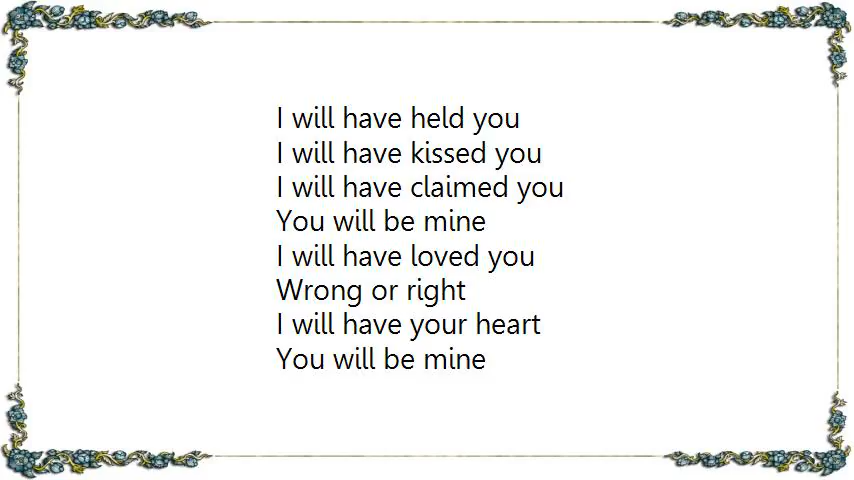 I will have held you
I will have kissed you
I will have claimed you
You will be mine
I will have loved you
Wrong or right
I will have your heart
You will be mine